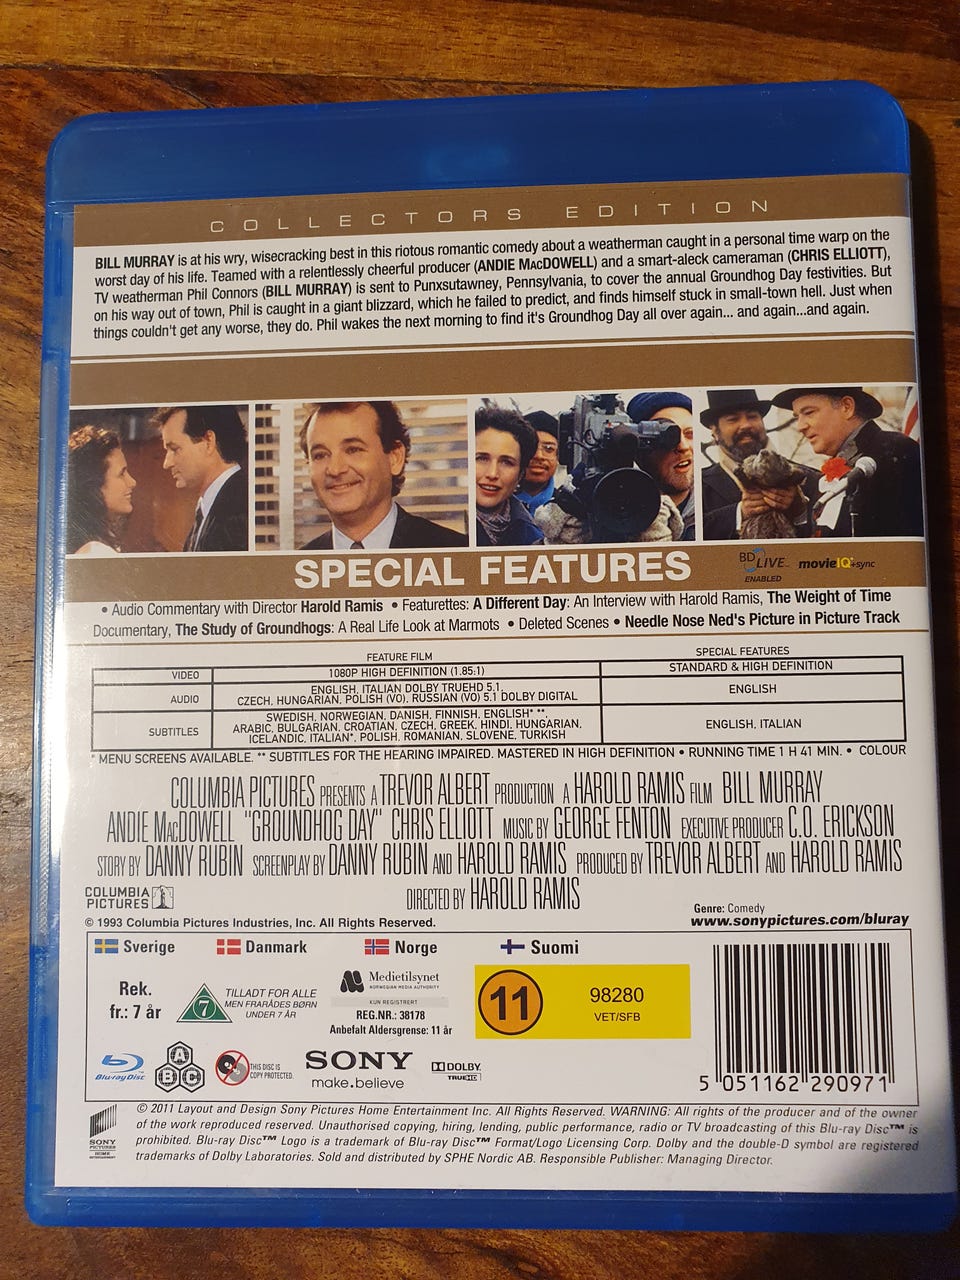 COLLECTORS EDITION
BILL MURRAY is at his wry, wisecracking best in this riotous romantic comedy about a weatherman caught in a personal time warp on the
worst day of his life. Teamed with a relentlessly cheerful producer (ANDIE MACDOWELL) and a smart-aleck cameraman (CHRIS ELLIOTT),
TV weatherman Phil Connors (BILL MURRAY) is sent to Punxsutawney, Pennsylvania, to cover the annual Groundhog Day festivities. But
on his way out of town, Phil is caught in a giant blizzard, which he failed to predict, and finds himself stuck in small-town hell. Just when
things couldn't get any worse, they do. Phil wakes the next morning to find it's Groundhog Day all over again... and again...and again.
SPECIAL FEATURES
BD LIVE™
ENABLED
movieIQ+sync
• Audio Commentary with Director Harold Ramis • Featurettes: A Different Day: An Interview with Harold Ramis, The Weight of Time
Documentary, The Study of Groundhogs: A Real Life Look at Marmots • Deleted Scenes • Needle Nose Ned's Picture in Picture Track
FEATURE FILM SPECIAL FEATURES
VIDEO 1080P HIGH DEFINITION (1.85:1) STANDARD & HIGH DEFINITION
AUDIO ENGLISH, ITALIAN DOLBY TRUEHD 5.1,
CZECH, HUNGARIAN, POLISH (VO), RUSSIAN (VO) 5.1 DOLBY DIGITAL
ENGLISH
SUBTITLES SWEDISH, NORWEGIAN, DANISH, FINNISH, ENGLISH* **,
ARABIC, BULGARIAN, CROATIAN, CZECH, GREEK, HINDI, HUNGARIAN,
ICELANDIC, ITALIAN*, POLISH, ROMANIAN, SLOVENE, TURKISH
ENGLISH, ITALIAN
* MENU SCREENS AVAILABLE. ** SUBTITLES FOR THE HEARING IMPAIRED. MASTERED IN HIGH DEFINITION • RUNNING TIME 1 H 41 MIN. • COLOUR
COLUMBIA PICTURES PRESENTS A TREVOR ALBERT PRODUCTION A HAROLD RAMIS FILM BILL MURRAY
ANDIE MACDOWELL "GROUNDHOG DAY" CHRIS ELLIOTT MUSIC BY GEORGE FENTON EXECUTIVE PRODUCER C.O. ERICKSON
STORY BY DANNY RUBIN SCREENPLAY BY DANNY RUBIN AND HAROLD RAMIS PRODUCED BY TREVOR ALBERT AND HAROLD RAMIS
DIRECTED BY HAROLD RAMIS
COLUMBIA
PICTURES
© 1993 Columbia Pictures Industries, Inc. All Rights Reserved.
Genre: Comedy
www.sonypictures.com/bluray
Sverige Danmark Norge Suomi
Rek.
fr.: 7 år
7
TILLADT FOR ALLE
MEN FRARÅDES BØRN
UNDER 7 ÅR
Medietilsynet
NORWEGIAN MEDIA AUTHORITY
KUN REGISTRERT
REG.NR.: 38178
Anbefalt Aldersgrense: 11 år
11
98280
VET/SFB
Blu-ray Disc
A B C
THIS DISC IS
COPY PROTECTED.
SONY
make.believe
DOLBY
TRUEHD
5 051162 290971
SONY
PICTURES
HOME
ENTERTAINMENT
© 2011 Layout and Design Sony Pictures Home Entertainment Inc. All Rights Reserved. WARNING: All rights of the producer and of the owner
of the work reproduced reserved. Unauthorised copying, hiring, lending, public performance, radio or TV broadcasting of this Blu-ray Disc™ is
prohibited. Blu-ray Disc™ Logo is a trademark of Blu-ray Disc™ Format/Logo Licensing Corp. Dolby and the double-D symbol are registered
trademarks of Dolby Laboratories. Sold and distributed by SPHE Nordic AB. Responsible Publisher: Managing Director.